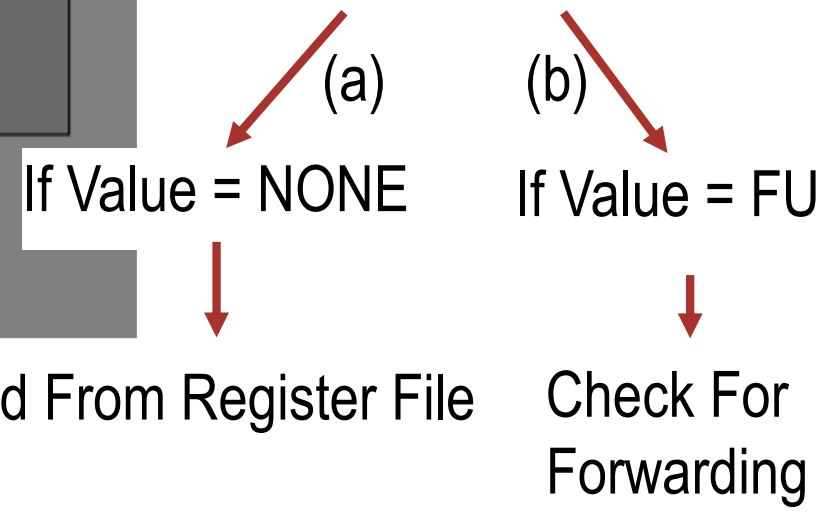 (a)
(b)
If Value = NONE
If Value = FU
d From Register File
Check For
Forwarding